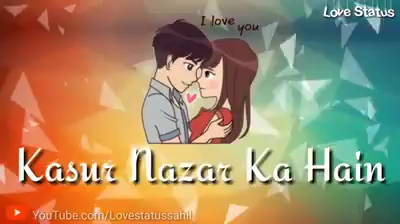 Love Status
I love
you
Kasur Nazar Ka Hain
YouTube.com/Lovestatussahil